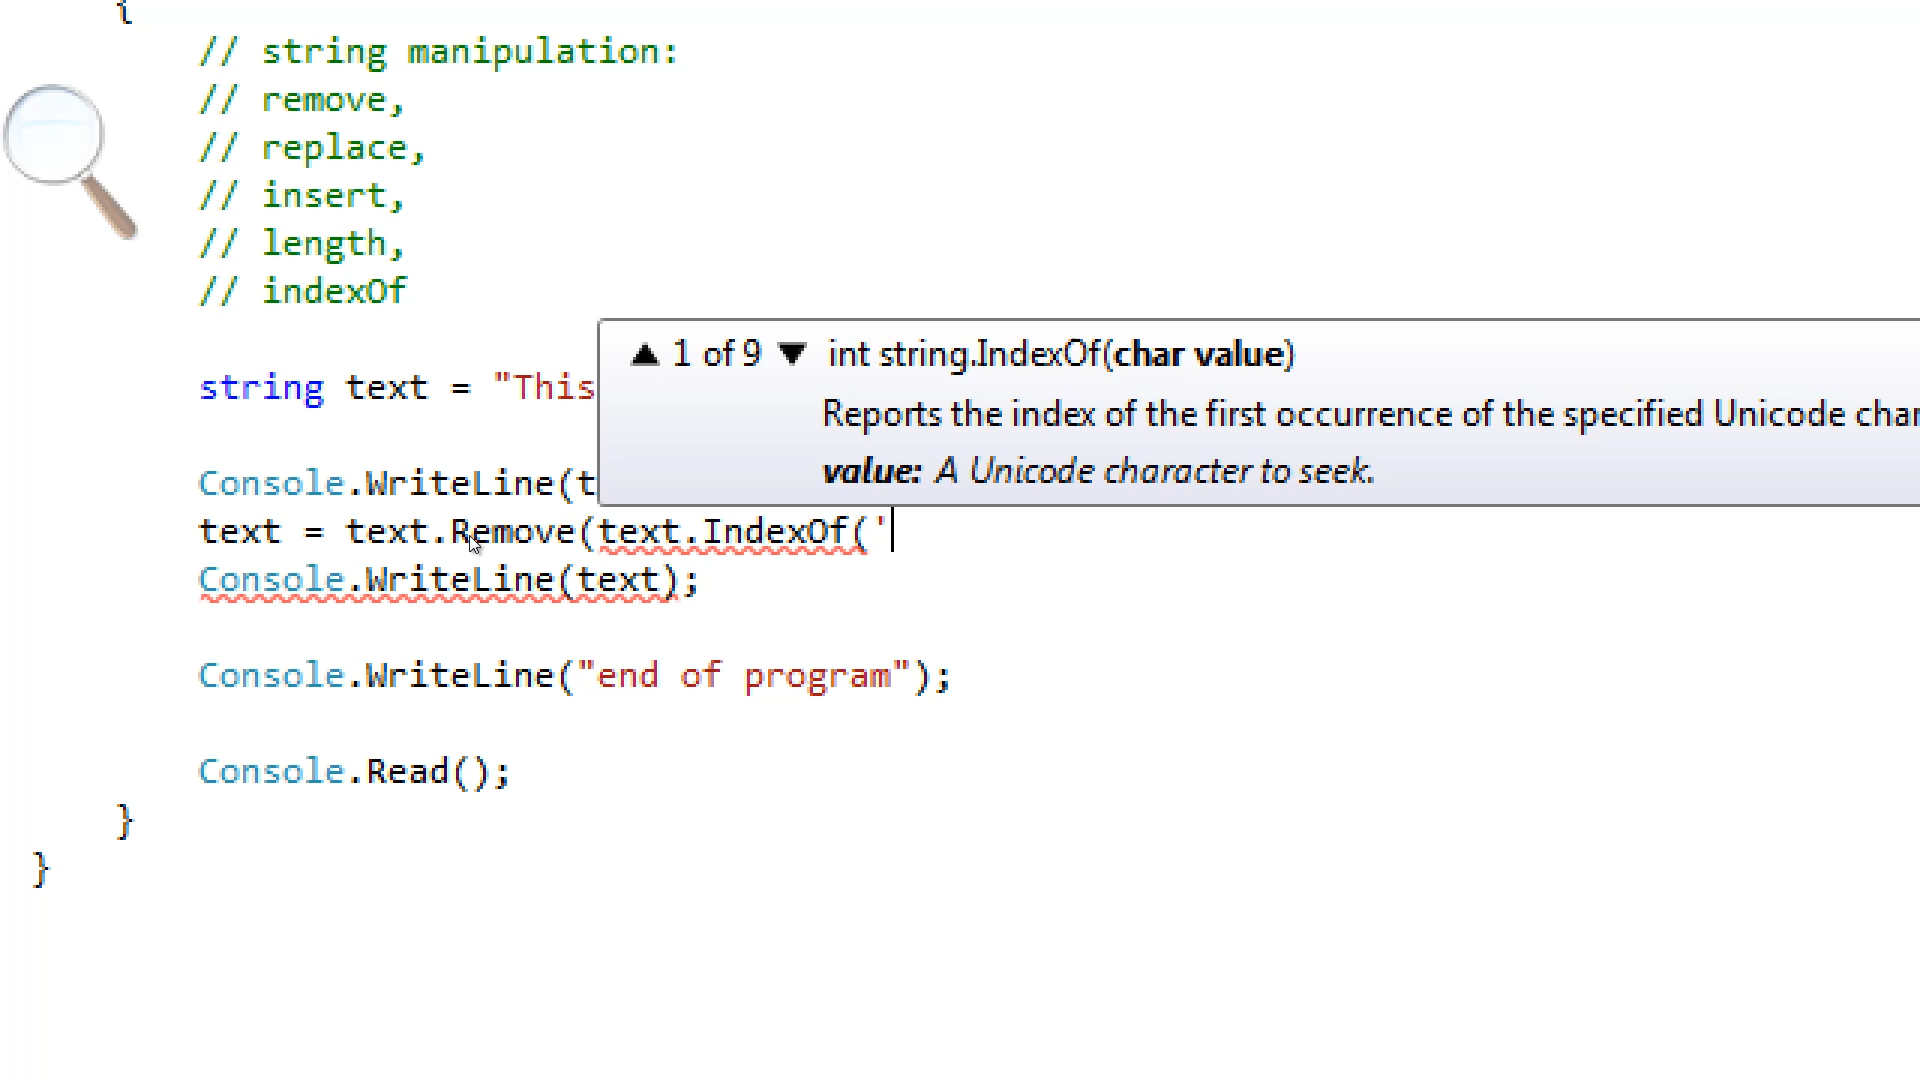 {
// string manipulation:
// remove,
// replace,
// insert,
// length,
// indexOf
▲ 1 of 9 ▼ int string.IndexOf(char value)
string text = "This
Reports the index of the first occurrence of the specified Unicode char
value: A Unicode character to seek.
Console.WriteLine(t
text = text.Remove(text.IndexOf('
Console.WriteLine(text);
Console.WriteLine("end of program");
Console.Read();
}
}